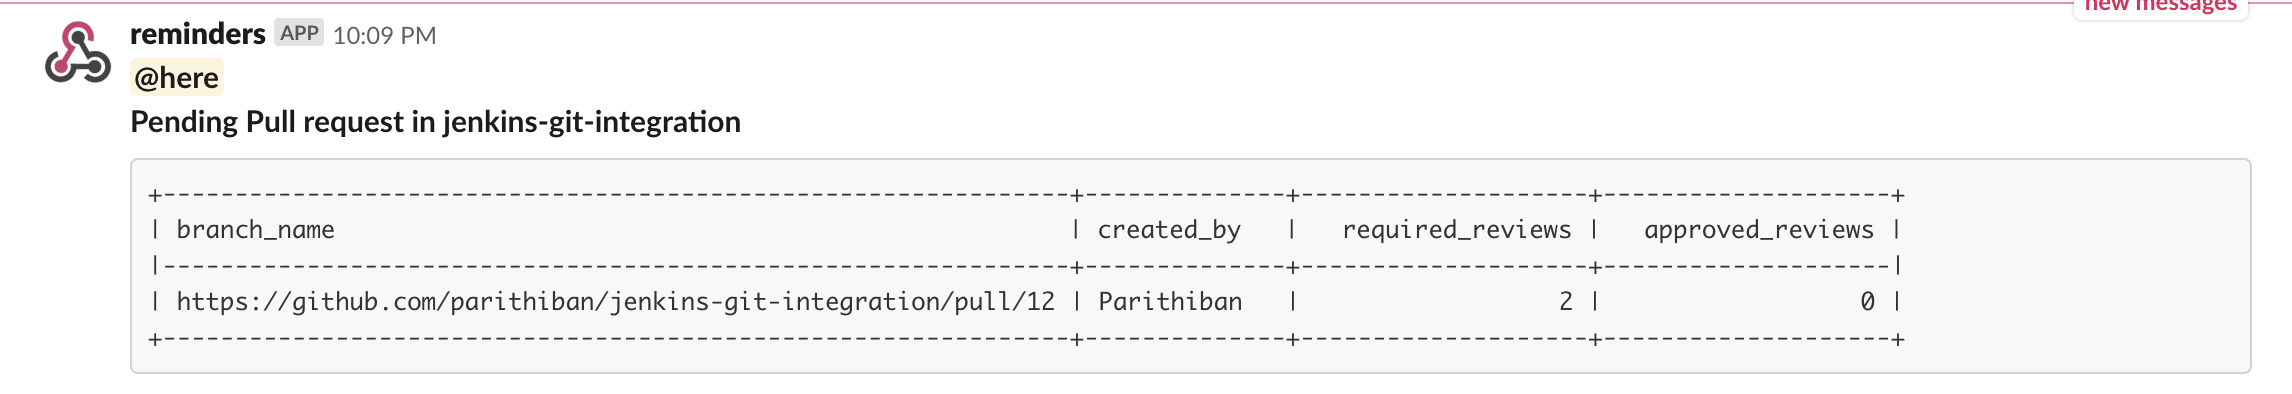 new messages
reminders APP 10:09 PM
@here
Pending Pull request in jenkins-git-integration
+---------------------------------------------------------------+--------------+--------------------+--------------------+
| branch_name                                                   | created_by   |   required_reviews |   approved_reviews |
|---------------------------------------------------------------+--------------+--------------------+--------------------|
| https://github.com/parithiban/jenkins-git-integration/pull/12 | Parithiban   |                  2 |                  0 |
+---------------------------------------------------------------+--------------+--------------------+--------------------+